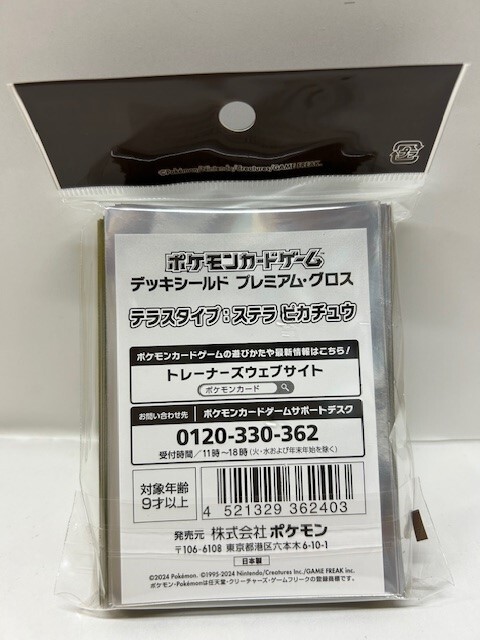 ©Pokémon/Nintendo/Creatures/GAME FREAK
プラ
ポケモンカードゲーム
デッキシールド プレミアム・グロス
テラスタイプ:ステラ ピカチュウ
ポケモンカードゲームの遊びかたや最新情報はこちら!
トレーナーズウェブサイト
ポケモンカード
お問い合わせ先 ポケモンカードゲームサポートデスク
0120-330-362
受付時間/11時〜18時(火・水および年末年始を除く)
対象年齢
9才以上
4 521329 362403
発売元 株式会社ポケモン
〒106-6108 東京都港区六本木6-10-1
日本製
©2024 Pokémon. ©1995-2024 Nintendo/Creatures Inc./GAME FREAK inc.
ポケモン・Pokémonは任天堂・クリーチャーズ・ゲームフリークの登録商標です。